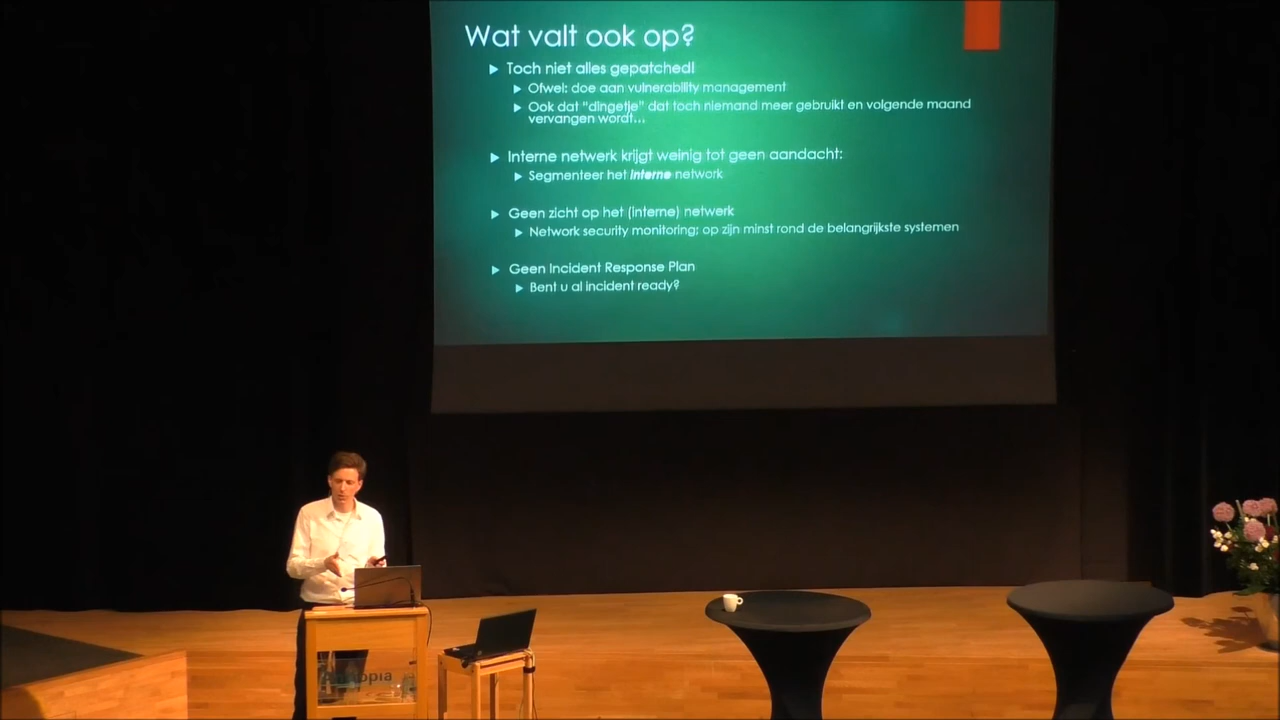 Wat valt ook op?
Toch niet alles gepatched!
Ofwel: doe aan vulnerability management
Ook dat "dingetje" dat toch niemand meer gebruikt en volgende maand
vervangen wordt...
Interne netwerk krijgt weinig tot geen aandacht:
Segmenteer het interne network
Geen zicht op het (interne) netwerk
Network security monitoring; op zijn minst rond de belangrijkste systemen
Geen Incident Response Plan
Bent u al incident ready?